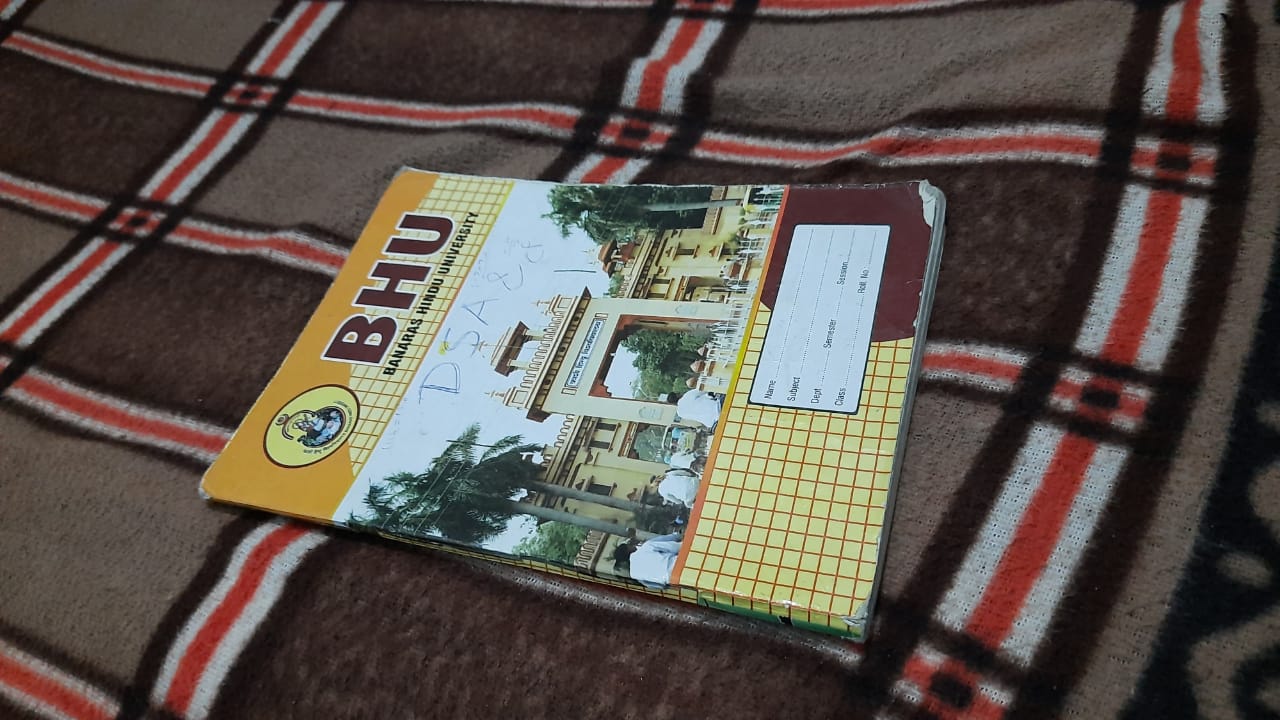 BHU
BANARAS HINDU UNIVERSITY
DSA &
Name
Subject
Dept. Semester
Class Session
Roll. No.